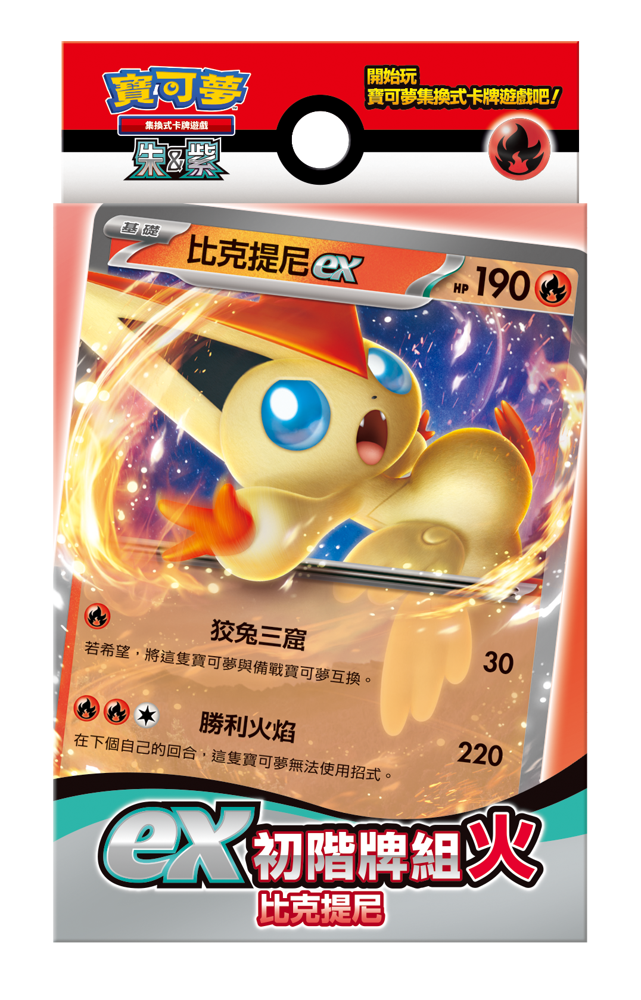 寶可夢
TM
集換式卡牌遊戲
朱&紫
開始玩
寶可夢集換式卡牌遊戲吧！
基礎
比克提尼ex
HP 190
狡兔三窟
30
若希望，將這隻寶可夢與備戰寶可夢互換。
勝利火焰
220
在下個自己的回合，這隻寶可夢無法使用招式。
ex初階牌組火
比克提尼